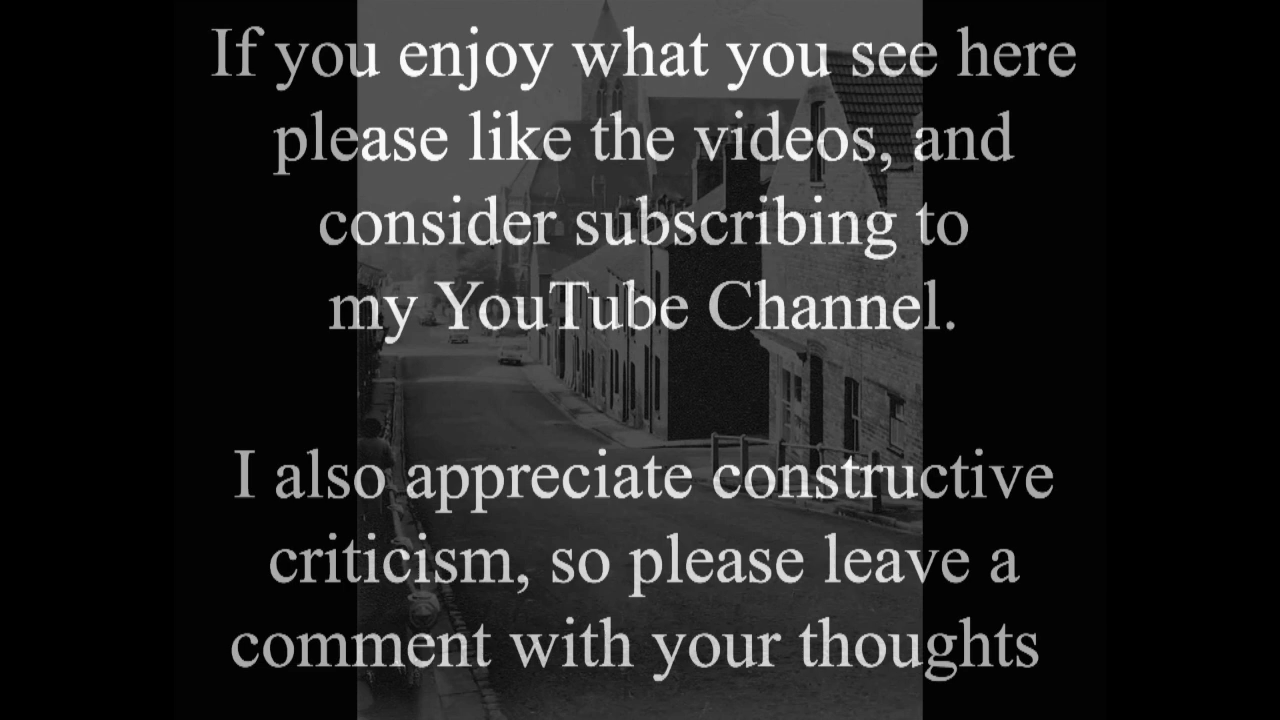 If you enjoy what you see here
please like the videos, and
consider subscribing to
my YouTube Channel.
I also appreciate constructive
criticism, so please leave a
comment with your thoughts